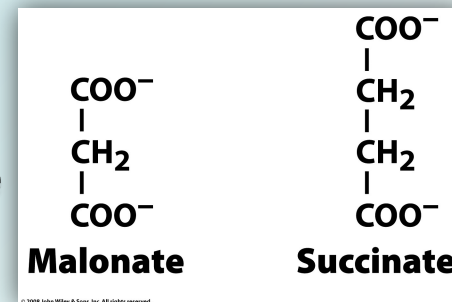 COO⁻
|
CH₂
|
COO⁻
Malonate
COO⁻
|
CH₂
|
CH₂
|
COO⁻
Succinate
© 2008 John Wiley & Sons, Inc. All rights reserved.